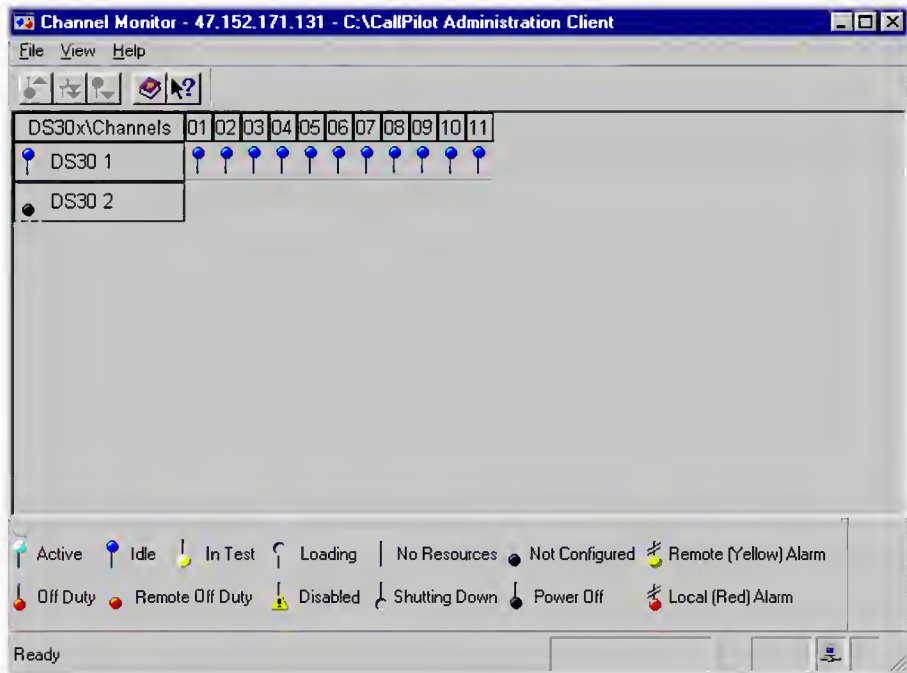 Channel Monitor - 47.152.171.131 - C:\CallPilot Administration Client
File View Help
DS30x\Channels 01 02 03 04 05 06 07 08 09 10 11
DS30 1
DS30 2
Active Idle In Test Loading No Resources Not Configured Remote (Yellow) Alarm
Off Duty Remote Off Duty Disabled Shutting Down Power Off Local (Red) Alarm
Ready